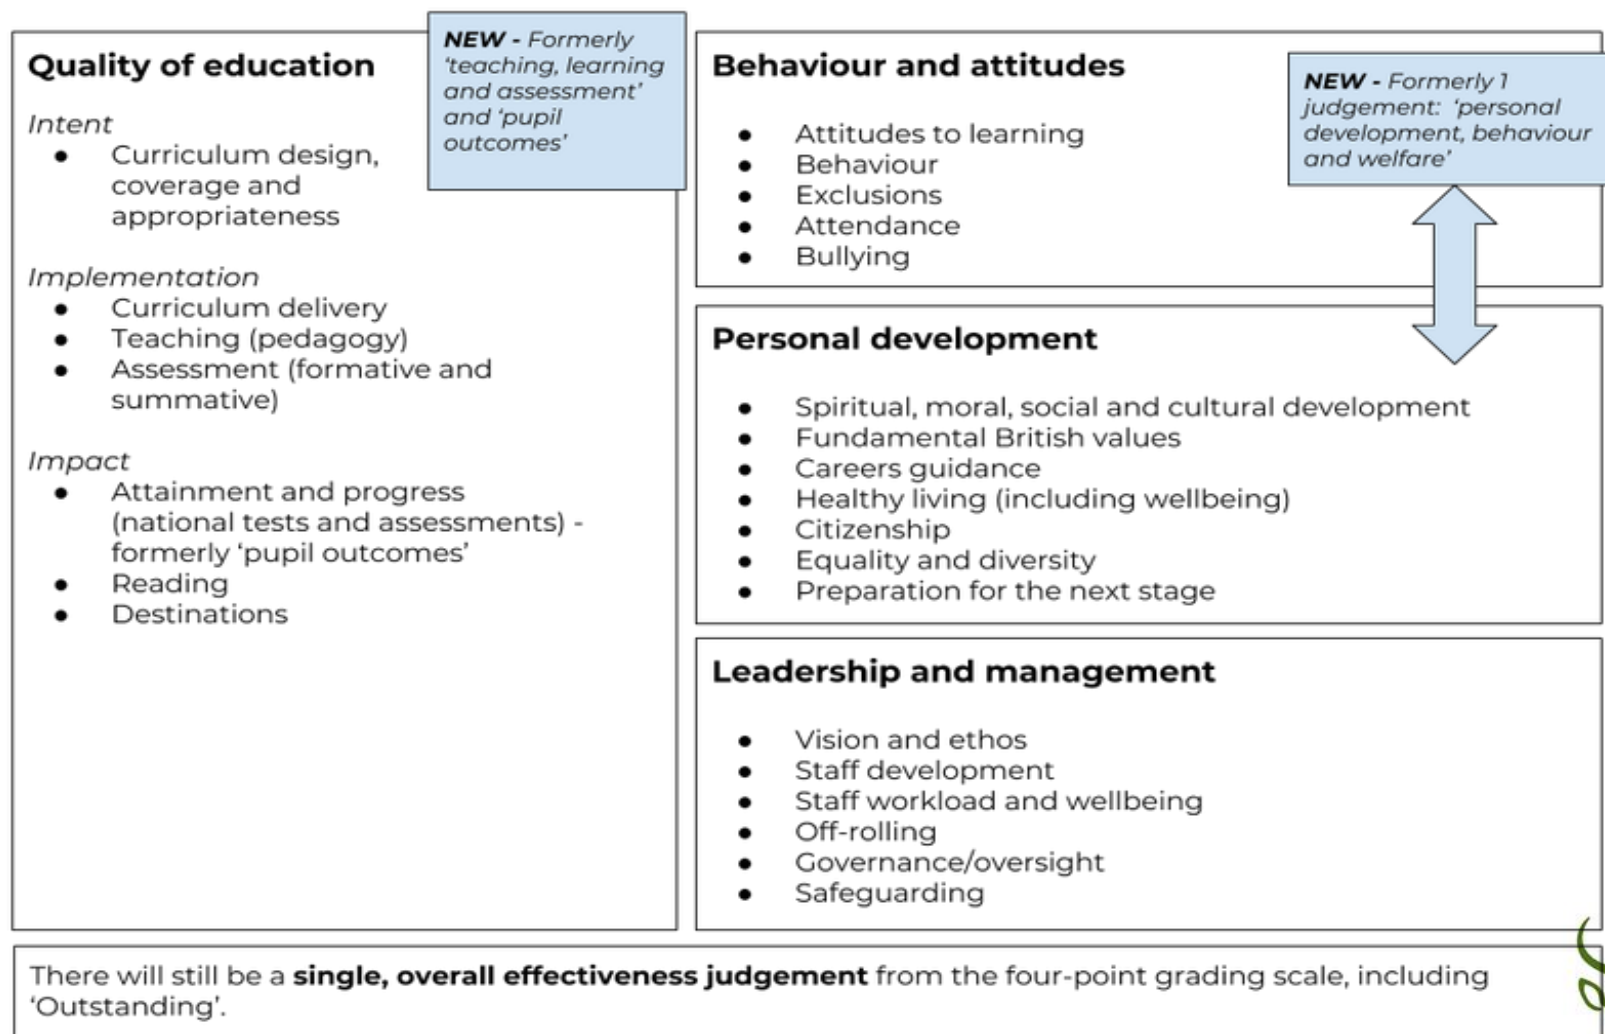 Quality of education
NEW - Formerly
‘teaching, learning
and assessment’
and ‘pupil
outcomes’
Intent
● Curriculum design,
coverage and
appropriateness
Implementation
● Curriculum delivery
● Teaching (pedagogy)
● Assessment (formative and
summative)
Impact
● Attainment and progress
(national tests and assessments) -
formerly ‘pupil outcomes’
● Reading
● Destinations
Behaviour and attitudes
NEW - Formerly 1
judgement:  ‘personal
development, behaviour
and welfare’
● Attitudes to learning
● Behaviour
● Exclusions
● Attendance
● Bullying
Personal development
● Spiritual, moral, social and cultural development
● Fundamental British values
● Careers guidance
● Healthy living (including wellbeing)
● Citizenship
● Equality and diversity
● Preparation for the next stage
Leadership and management
● Vision and ethos
● Staff development
● Staff workload and wellbeing
● Off-rolling
● Governance/oversight
● Safeguarding
There will still be a single, overall effectiveness judgement from the four-point grading scale, including
‘Outstanding’.